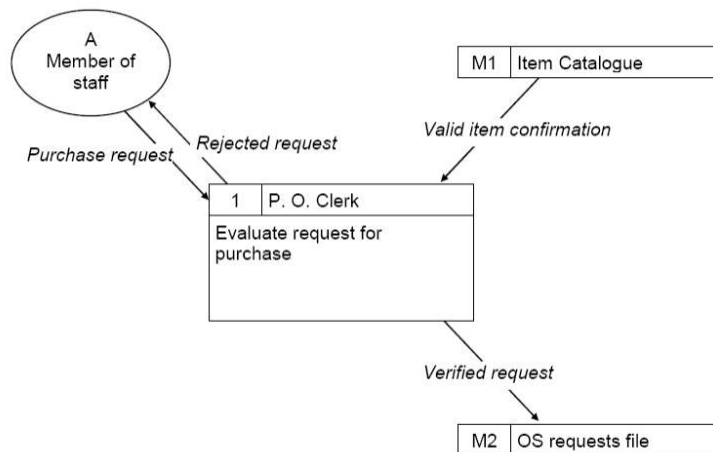 A
Member of
staff
M1 Item Catalogue
Valid item confirmation
Rejected request
Purchase request
1 P. O. Clerk
Evaluate request for
purchase
Verified request
M2 OS requests file